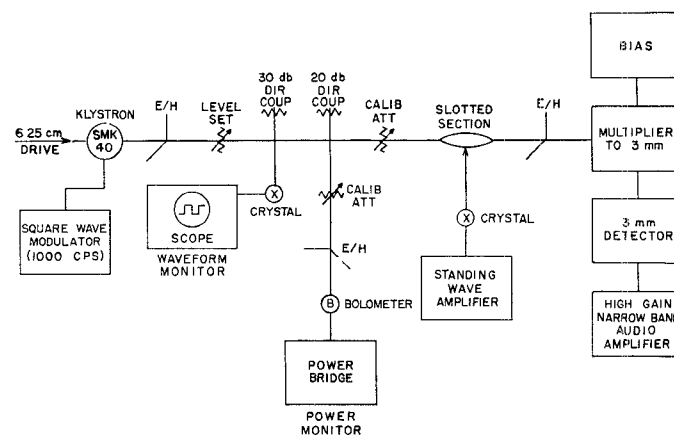 BIAS
30 db
DIR
COUP
20 db
DIR
COUP
KLYSTRON
E/H
LEVEL
SET
CALIB
ATT
SLOTTED
SECTION
E/H
6.25 cm
DRIVE
SMK
40
MULTIPLIER
TO 3 mm
SQUARE WAVE
MODULATOR
(1000 CPS)
SCOPE
WAVEFORM
MONITOR
X
CRYSTAL
CALIB
ATT
X
CRYSTAL
3 mm
DETECTOR
E/H
STANDING
WAVE
AMPLIFIER
B
BOLOMETER
HIGH GAIN
NARROW BAND
AUDIO
AMPLIFIER
POWER
BRIDGE
POWER
MONITOR